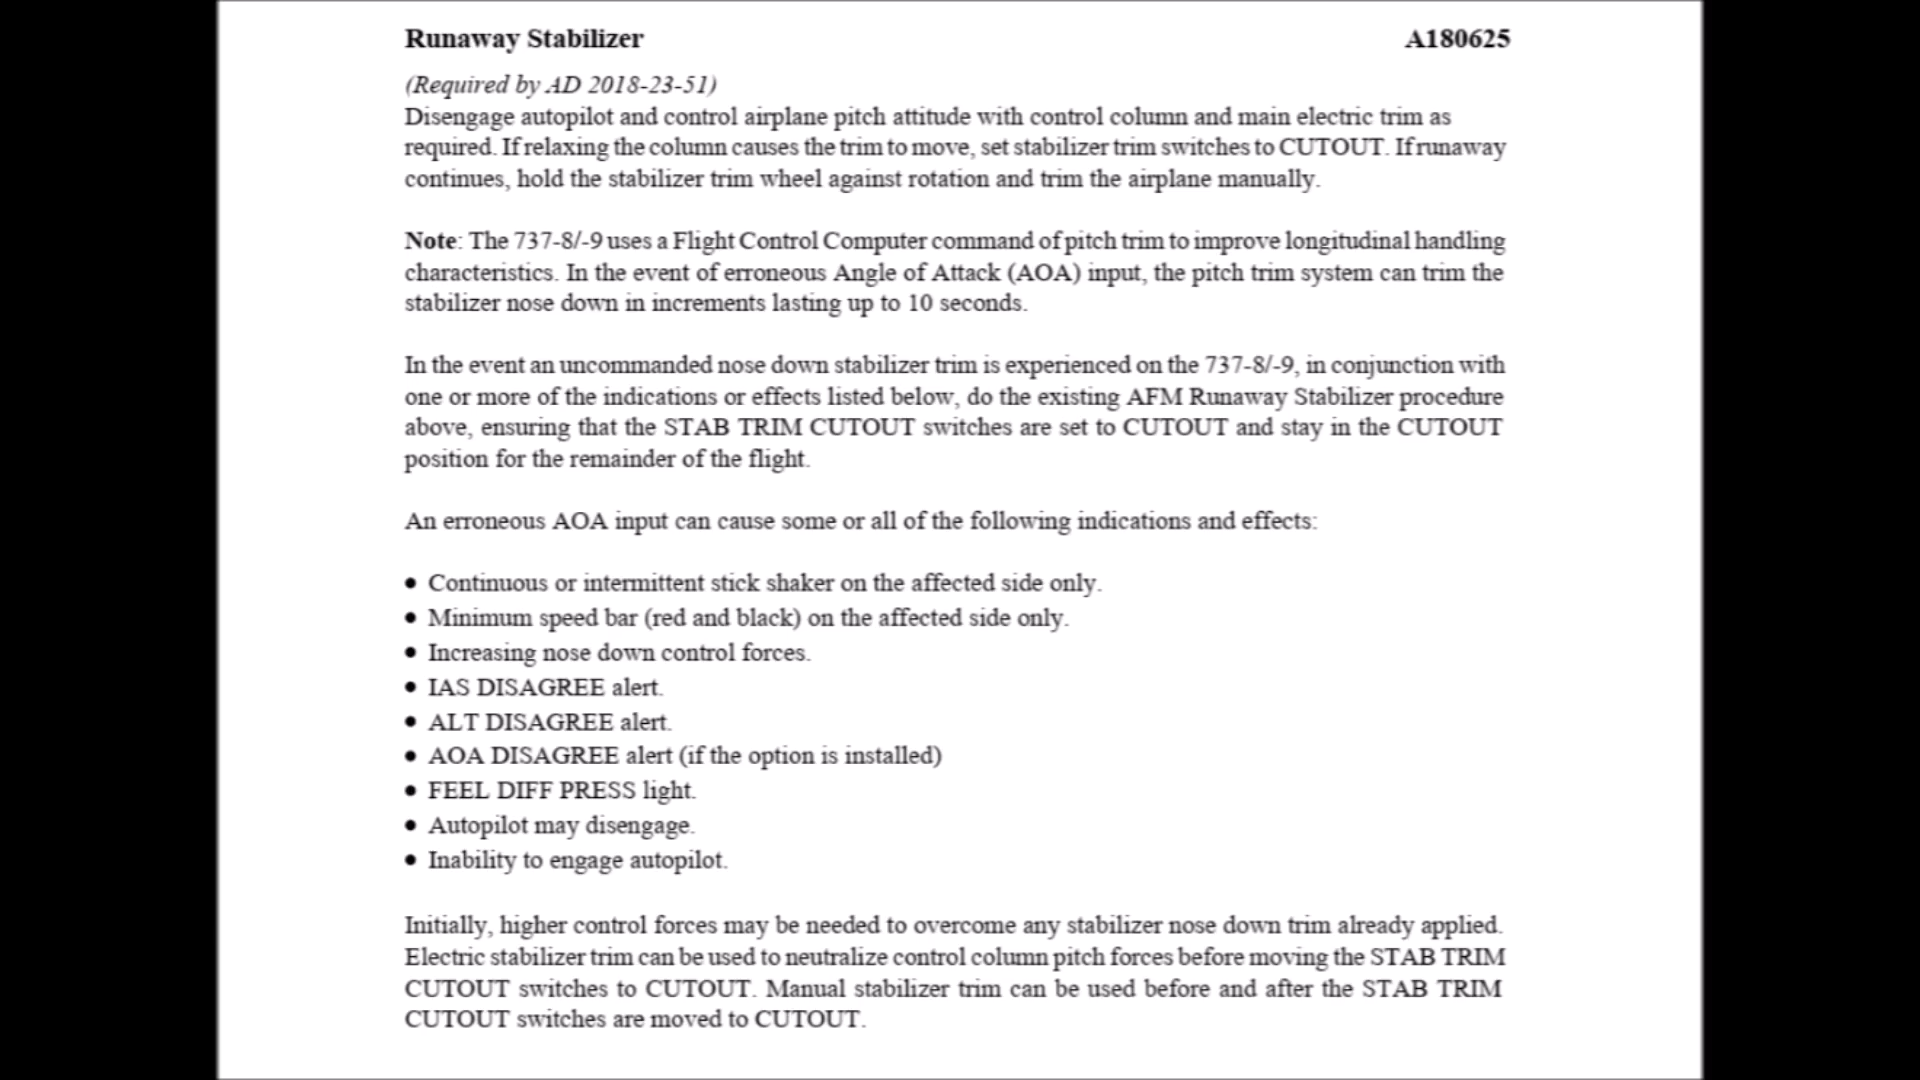 Runaway Stabilizer A180625
(Required by AD 2018-23-51)
Disengage autopilot and control airplane pitch attitude with control column and main electric trim as
required. If relaxing the column causes the trim to move, set stabilizer trim switches to CUTOUT. If runaway
continues, hold the stabilizer trim wheel against rotation and trim the airplane manually.
Note: The 737-8/-9 uses a Flight Control Computer command of pitch trim to improve longitudinal handling
characteristics. In the event of erroneous Angle of Attack (AOA) input, the pitch trim system can trim the
stabilizer nose down in increments lasting up to 10 seconds.
In the event an uncommanded nose down stabilizer trim is experienced on the 737-8/-9, in conjunction with
one or more of the indications or effects listed below, do the existing AFM Runaway Stabilizer procedure
above, ensuring that the STAB TRIM CUTOUT switches are set to CUTOUT and stay in the CUTOUT
position for the remainder of the flight.
An erroneous AOA input can cause some or all of the following indications and effects:
● Continuous or intermittent stick shaker on the affected side only.
● Minimum speed bar (red and black) on the affected side only.
● Increasing nose down control forces.
● IAS DISAGREE alert.
● ALT DISAGREE alert.
● AOA DISAGREE alert (if the option is installed)
● FEEL DIFF PRESS light.
● Autopilot may disengage.
● Inability to engage autopilot.
Initially, higher control forces may be needed to overcome any stabilizer nose down trim already applied.
Electric stabilizer trim can be used to neutralize control column pitch forces before moving the STAB TRIM
CUTOUT switches to CUTOUT. Manual stabilizer trim can be used before and after the STAB TRIM
CUTOUT switches are moved to CUTOUT.